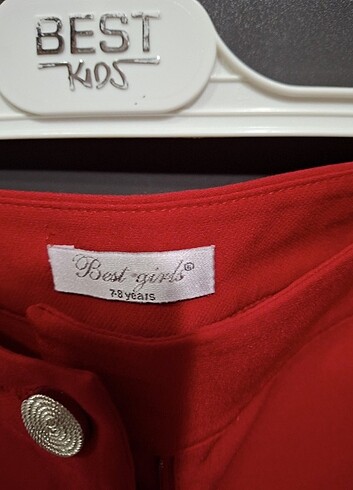 BEST
KIDS
Best girls®
7-8 years